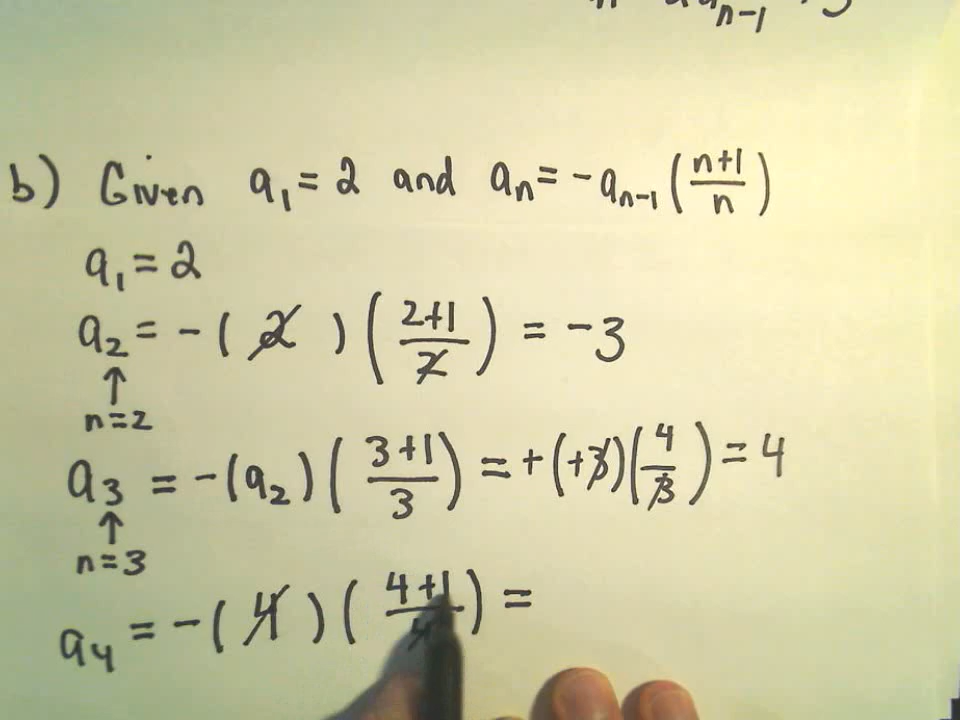 n-1
b) Given a₁ = 2 and aₙ = -aₙ₋₁ (n+1/n)
a₁ = 2
a₂ = -( 2 ) (2+1/2) = -3
↑
n=2
a₃ = -(a₂) (3+1/3) = +(+3)(4/3) = 4
↑
n=3
a₄ = -( 4 ) (4+1/4) =